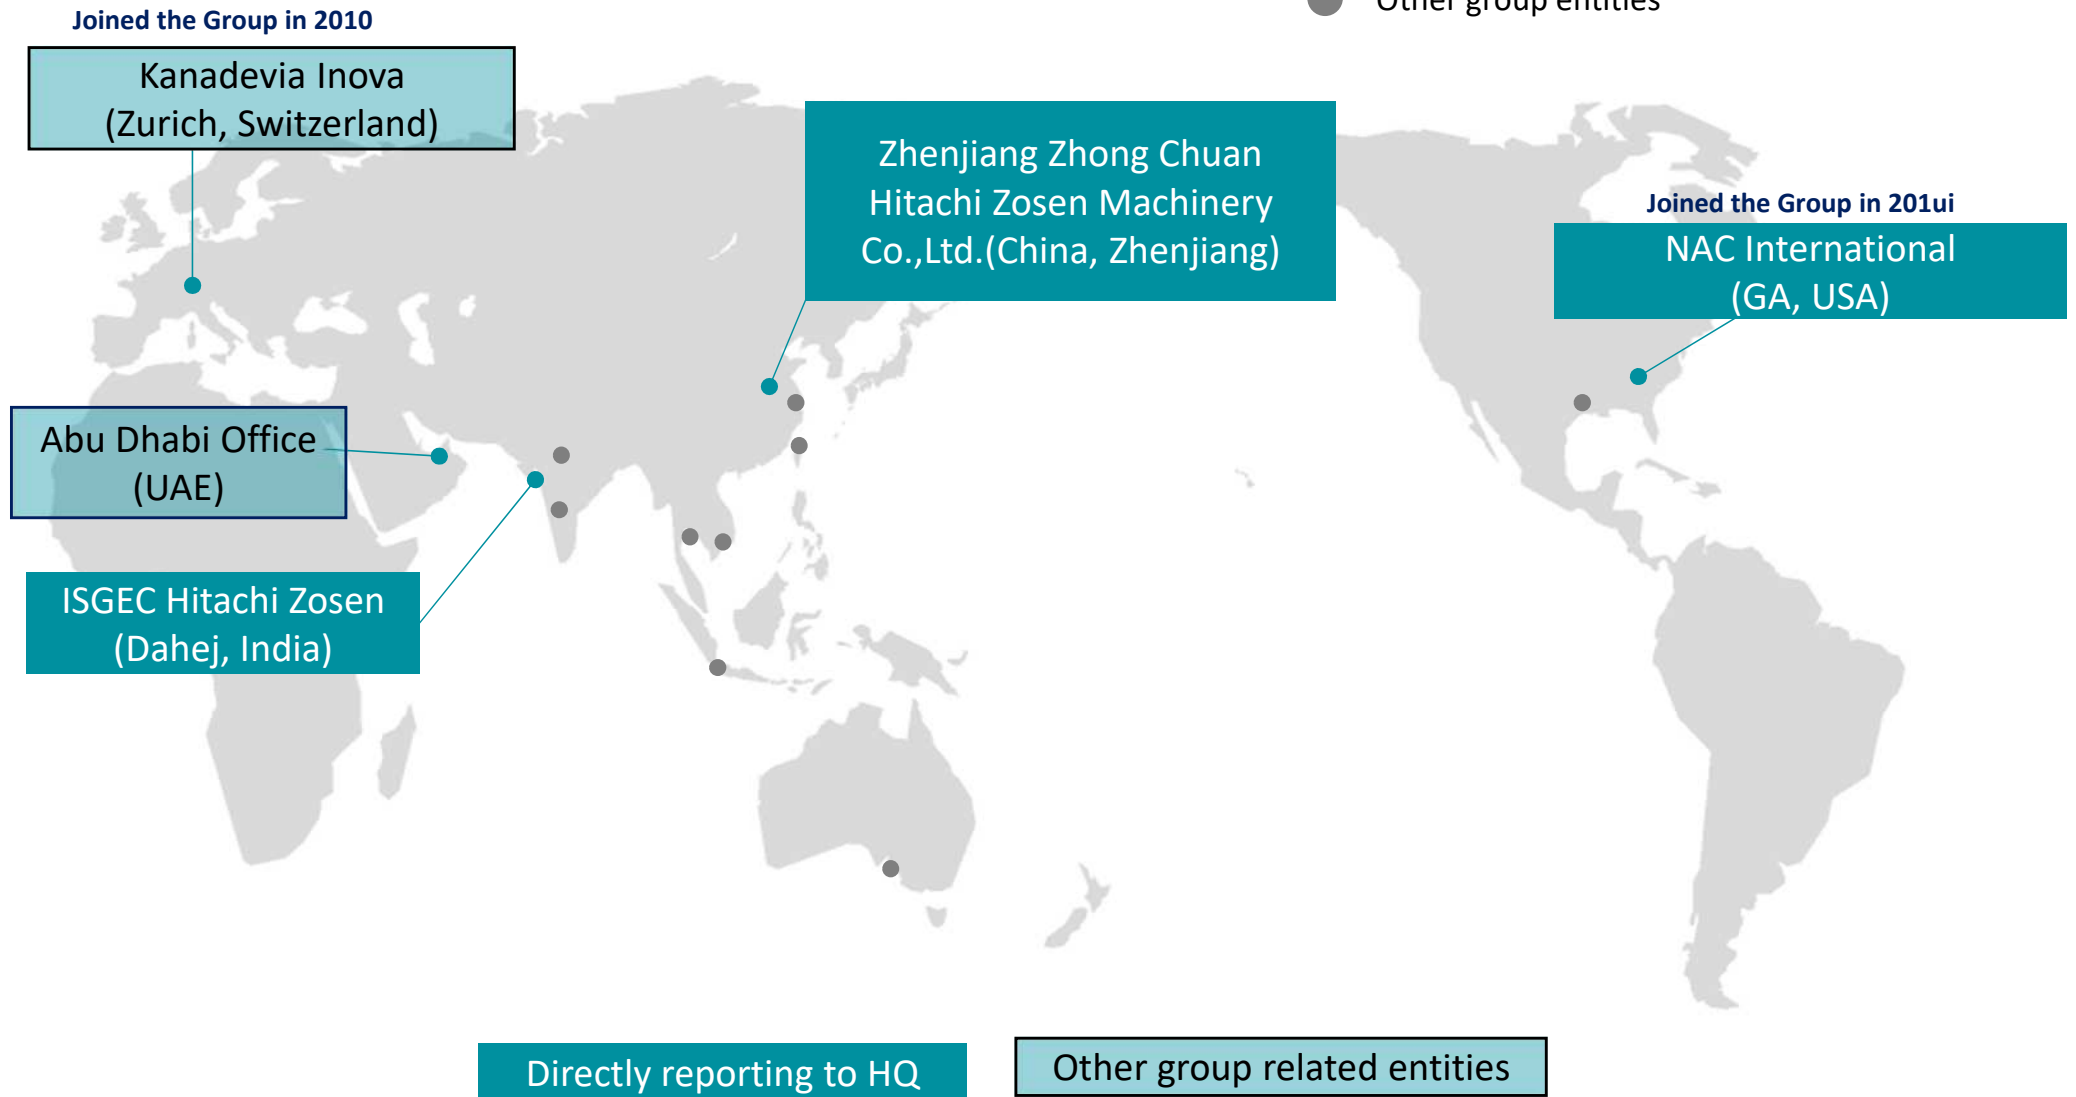 Joined the Group in 2010
Other group entities
Kanadevia Inova
(Zurich, Switzerland)
Zhenjiang Zhong Chuan
Hitachi Zosen Machinery
Co.,Ltd.(China, Zhenjiang)
Joined the Group in 201ui
NAC International
(GA, USA)
Abu Dhabi Office
(UAE)
ISGEC Hitachi Zosen
(Dahej, India)
Directly reporting to HQ
Other group related entities